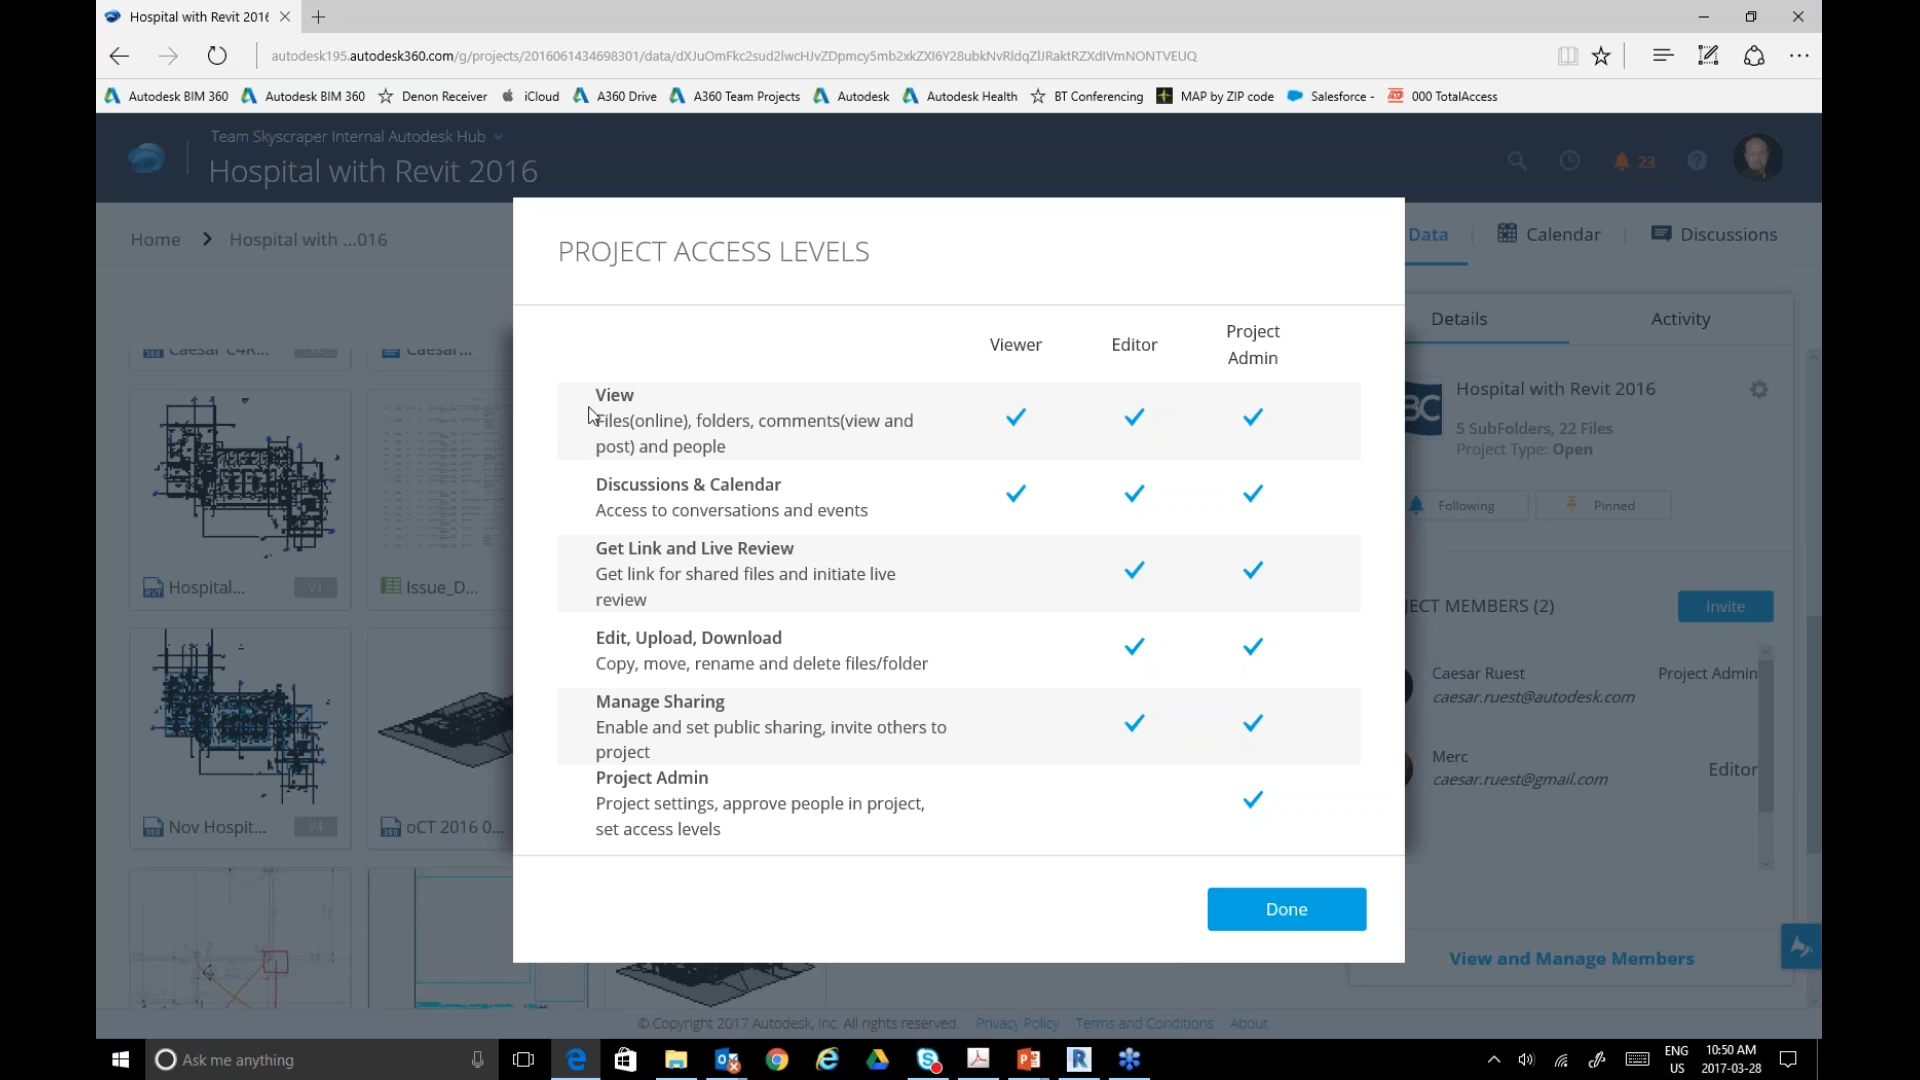 Hospital with Revit 2016
autodesk195.autodesk360.com/g/projects/2016061434698301/data/
Autodesk BIM 360 Autodesk BIM 360 Denon Receiver iCloud A360 Drive A360 Team Projects Autodesk Autodesk Health BT Conferencing MAP by ZIP code Salesforce - 000 TotalAccess
Team Skyscraper Internal Autodesk Hub
Hospital with Revit 2016
23
Home > Hospital with ...016
Data Calendar Discussions
PROJECT ACCESS LEVELS
Viewer Editor Project
Admin
View
Files(online), folders, comments(view and
post) and people
Discussions & Calendar
Access to conversations and events
Get Link and Live Review
Get link for shared files and initiate live
review
Edit, Upload, Download
Copy, move, rename and delete files/folder
Manage Sharing
Enable and set public sharing, invite others to
project
Project Admin
Project settings, approve people in project,
set access levels
Done
Hospital... V1
Issue_D...
Nov Hospit... V4
oCT 2016 0...
Details Activity
Hospital with Revit 2016
5 SubFolders, 22 Files
Project Type: Open
Following Pinned
JECT MEMBERS (2) Invite
Caesar Ruest Project Admin
caesar.ruest@autodesk.com
Merc Editor
caesar.ruest@gmail.com
View and Manage Members
© Copyright 2017 Autodesk, Inc. All rights reserved. Privacy Policy Terms and Conditions About
Ask me anything
ENG 10:50 AM
US 2017-03-28